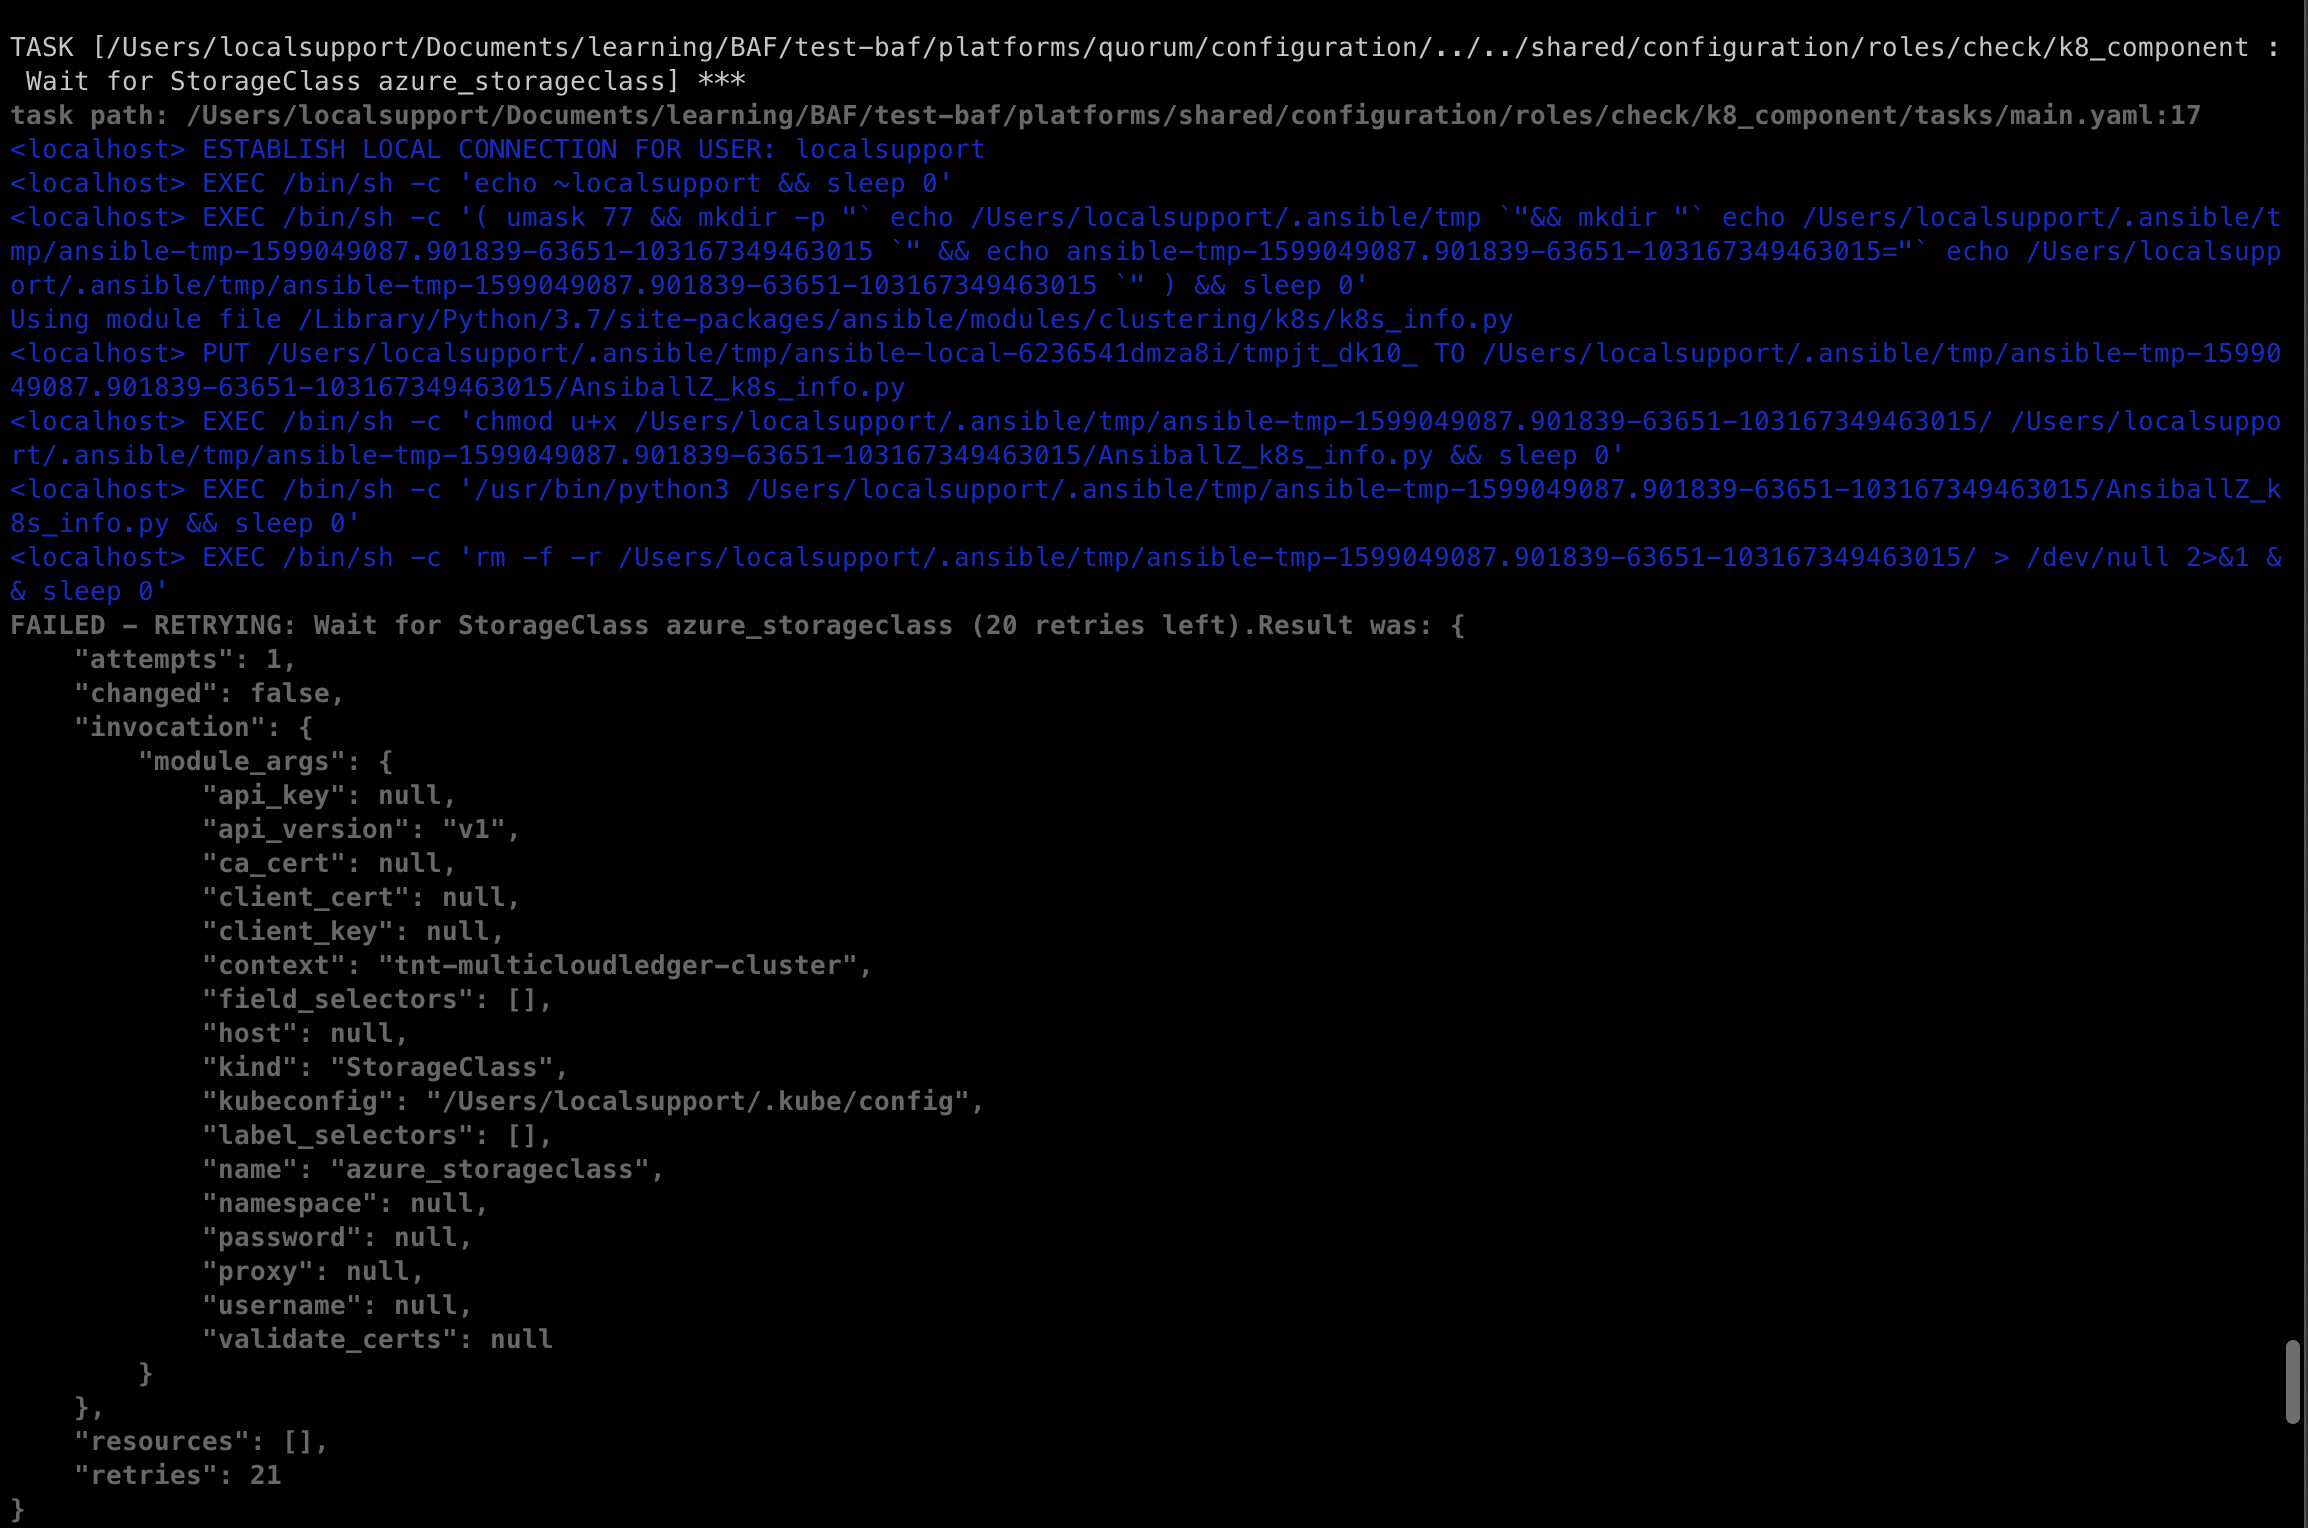 TASK [/Users/localsupport/Documents/learning/BAF/test-baf/platforms/quorum/configuration/../../shared/configuration/roles/check/k8_component :
 Wait for StorageClass azure_storageclass] ***
task path: /Users/localsupport/Documents/learning/BAF/test-baf/platforms/shared/configuration/roles/check/k8_component/tasks/main.yaml:17
<localhost> ESTABLISH LOCAL CONNECTION FOR USER: localsupport
<localhost> EXEC /bin/sh -c 'echo ~localsupport && sleep 0'
<localhost> EXEC /bin/sh -c '( umask 77 && mkdir -p "` echo /Users/localsupport/.ansible/tmp `"&& mkdir "` echo /Users/localsupport/.ansible/t
mp/ansible-tmp-1599049087.901839-63651-103167349463015 `" && echo ansible-tmp-1599049087.901839-63651-103167349463015="` echo /Users/localsupp
ort/.ansible/tmp/ansible-tmp-1599049087.901839-63651-103167349463015 `" ) && sleep 0'
Using module file /Library/Python/3.7/site-packages/ansible/modules/clustering/k8s/k8s_info.py
<localhost> PUT /Users/localsupport/.ansible/tmp/ansible-local-6236541dmza8i/tmpjt_dk10_ TO /Users/localsupport/.ansible/tmp/ansible-tmp-15990
49087.901839-63651-103167349463015/AnsiballZ_k8s_info.py
<localhost> EXEC /bin/sh -c 'chmod u+x /Users/localsupport/.ansible/tmp/ansible-tmp-1599049087.901839-63651-103167349463015/ /Users/localsuppo
rt/.ansible/tmp/ansible-tmp-1599049087.901839-63651-103167349463015/AnsiballZ_k8s_info.py && sleep 0'
<localhost> EXEC /bin/sh -c '/usr/bin/python3 /Users/localsupport/.ansible/tmp/ansible-tmp-1599049087.901839-63651-103167349463015/AnsiballZ_k
8s_info.py && sleep 0'
<localhost> EXEC /bin/sh -c 'rm -f -r /Users/localsupport/.ansible/tmp/ansible-tmp-1599049087.901839-63651-103167349463015/ > /dev/null 2>&1 &
& sleep 0'
FAILED - RETRYING: Wait for StorageClass azure_storageclass (20 retries left).Result was: {
    "attempts": 1,
    "changed": false,
    "invocation": {
        "module_args": {
            "api_key": null,
            "api_version": "v1",
            "ca_cert": null,
            "client_cert": null,
            "client_key": null,
            "context": "tnt-multicloudledger-cluster",
            "field_selectors": [],
            "host": null,
            "kind": "StorageClass",
            "kubeconfig": "/Users/localsupport/.kube/config",
            "label_selectors": [],
            "name": "azure_storageclass",
            "namespace": null,
            "password": null,
            "proxy": null,
            "username": null,
            "validate_certs": null
        }
    },
    "resources": [],
    "retries": 21
}